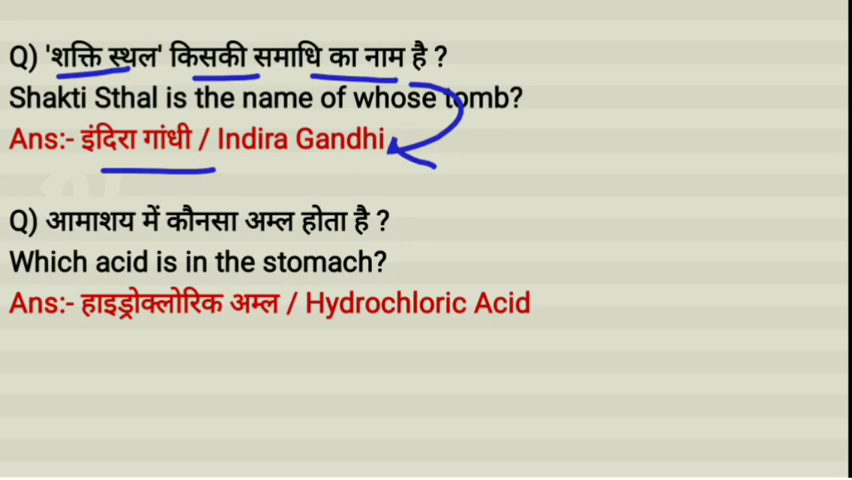 Q) 'शक्ति स्थल' किसकी समाधि का नाम है ?
Shakti Sthal is the name of whose tomb?
Ans:- इंदिरा गांधी / Indira Gandhi
Q) आमाशय में कौनसा अम्ल होता है ?
Which acid is in the stomach?
Ans:- हाइड्रोक्लोरिक अम्ल / Hydrochloric Acid